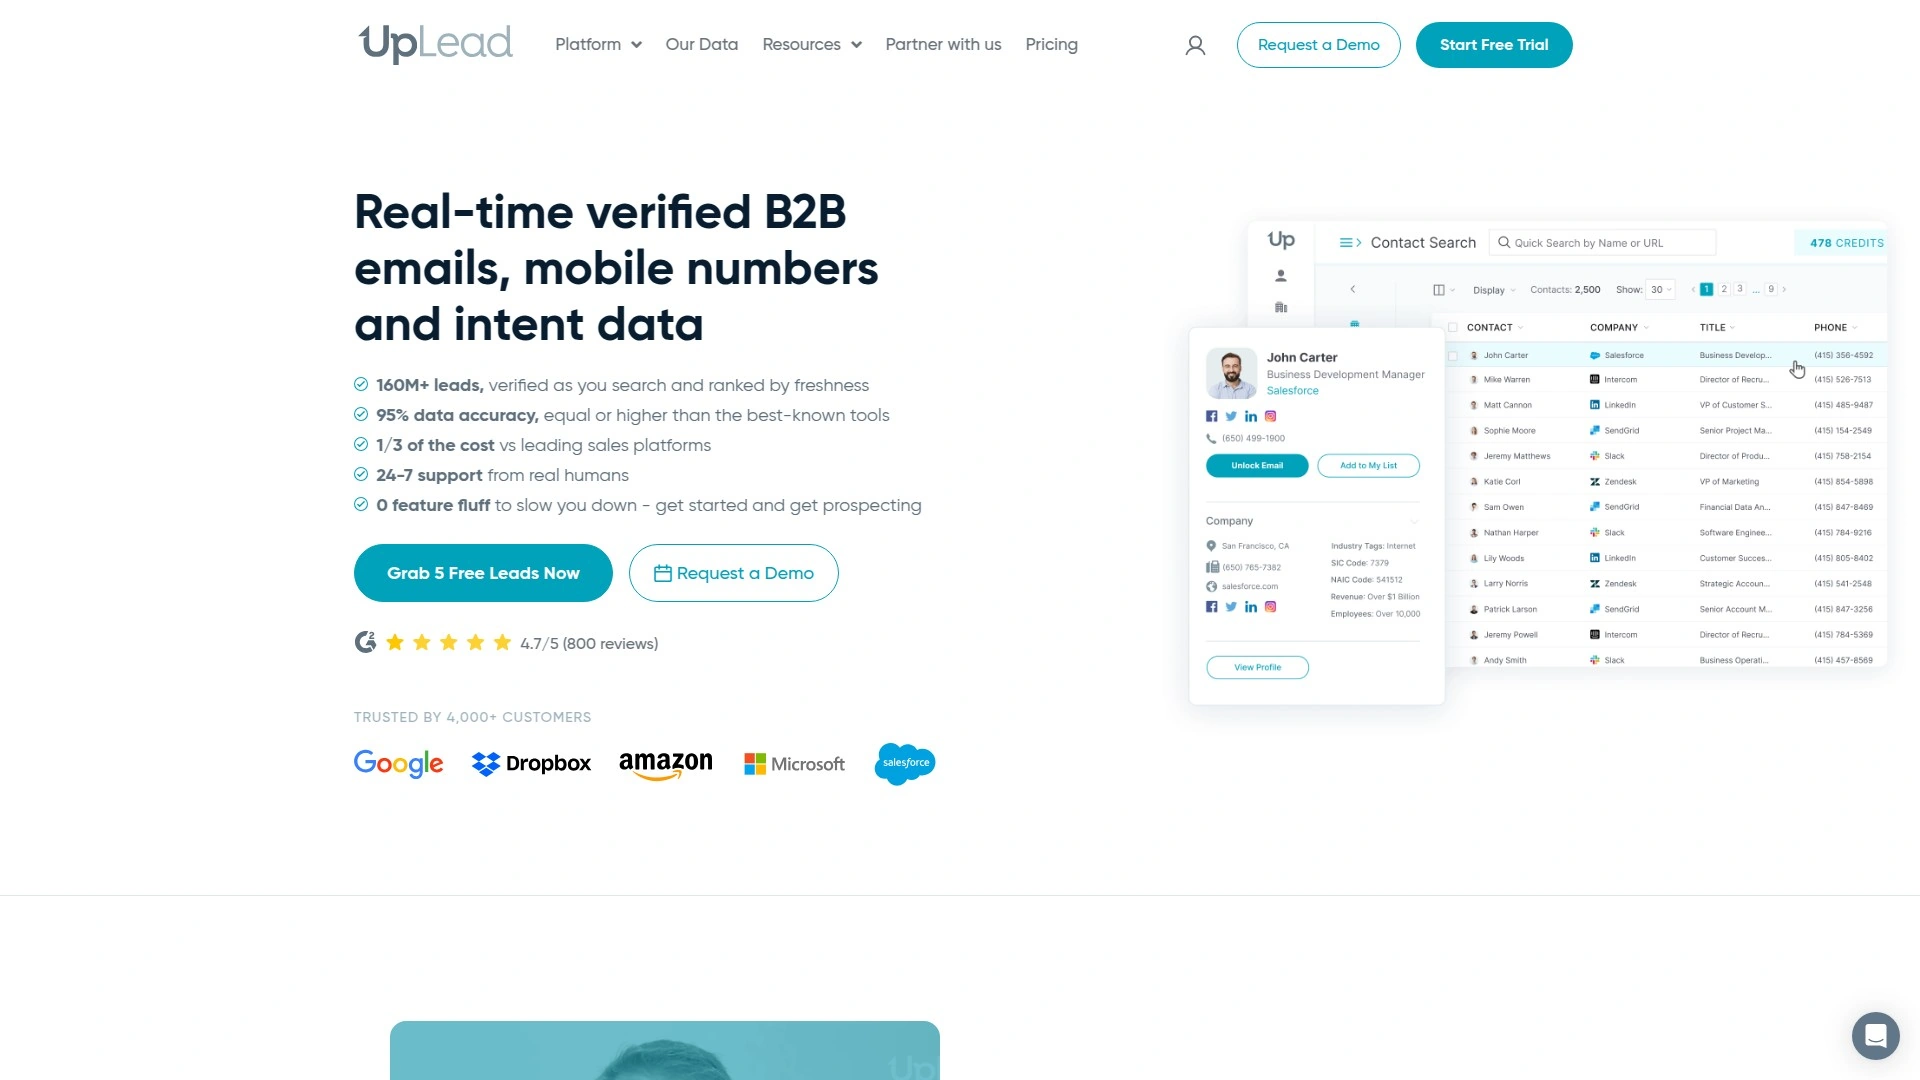 UpLead
Platform
Our Data
Resources
Partner with us
Pricing
Request a Demo
Start Free Trial
Real-time verified B2B
emails, mobile numbers
and intent data
160M+ leads, verified as you search and ranked by freshness
95% data accuracy, equal or higher than the best-known tools
1/3 of the cost vs leading sales platforms
24-7 support from real humans
0 feature fluff to slow you down - get started and get prospecting
Grab 5 Free Leads Now
Request a Demo
4.7/5 (800 reviews)
TRUSTED BY 4,000+ CUSTOMERS
Google
Dropbox
amazon
Microsoft
salesforce
Up
Contact Search
Quick Search by Name or URL
478 CREDITS
Display
Contacts: 2,500
Show: 30
1 2 3 ... 9
CONTACT COMPANY TITLE PHONE
John Carter Salesforce Business Develop... (415) 356-4592
Mike Warren Intercom Director of Recru... (415) 526-7513
Matt Cannon LinkedIn VP of Customer S... (415) 485-9487
Sophie Moore SendGrid Senior Project Ma... (415) 154-2549
Jeremy Matthews Slack Director of Produ... (415) 758-2154
Katie Corl Zendesk VP of Marketing (415) 854-5898
Sam Owen SendGrid Financial Data An... (415) 847-8469
Nathan Harper Slack Software Enginee... (415) 784-9216
Lily Woods LinkedIn Customer Succes... (415) 805-8402
Larry Norris Zendesk Strategic Accoun... (415) 541-2548
Patrick Larson SendGrid Senior Account M... (415) 847-3256
Jeremy Powell Intercom Director of Recru... (415) 784-5369
Andy Smith Slack Business Operati... (415) 457-8569
John Carter
Business Development Manager
Salesforce
(650) 499-1900
Unlock Email
Add to My List
Company
San Francisco, CA
(650) 765-7382
salesforce.com
Industry Tags: Internet
SIC Code: 7379
NAIC Code: 541512
Revenue: Over $1 Billion
Employees: Over 10,000
View Profile